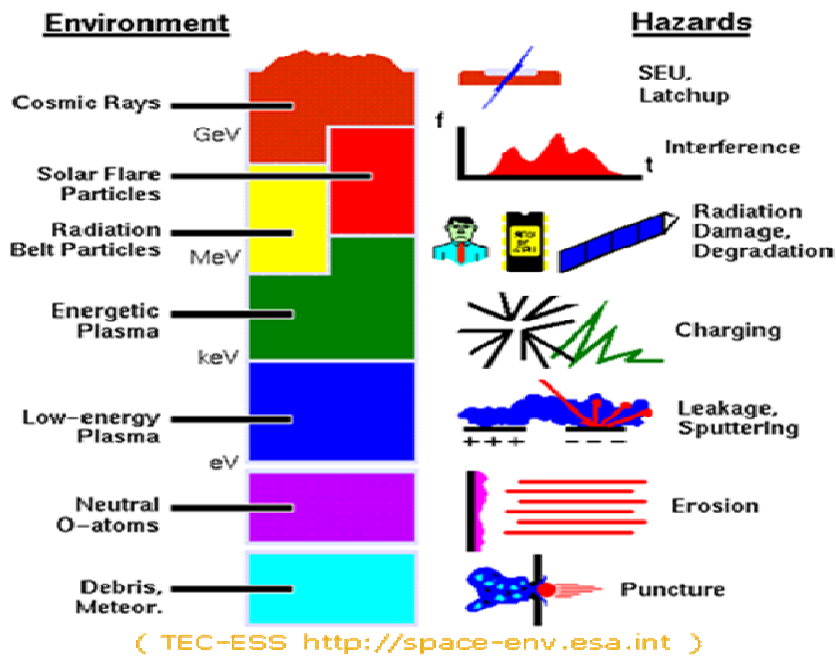 Environment
Hazards
Cosmic Rays
GeV
Solar Flare
Particles
Radiation
Belt Particles
MeV
Energetic
Plasma
keV
Low-energy
Plasma
eV
Neutral
O-atoms
Debris,
Meteor.
SEU,
Latchup
f
t
Interference
Radiation
Damage,
Degradation
Charging
Leakage,
Sputtering
+ + +
- - -
Erosion
Puncture
( TEC-ESS http://space-env.esa.int )